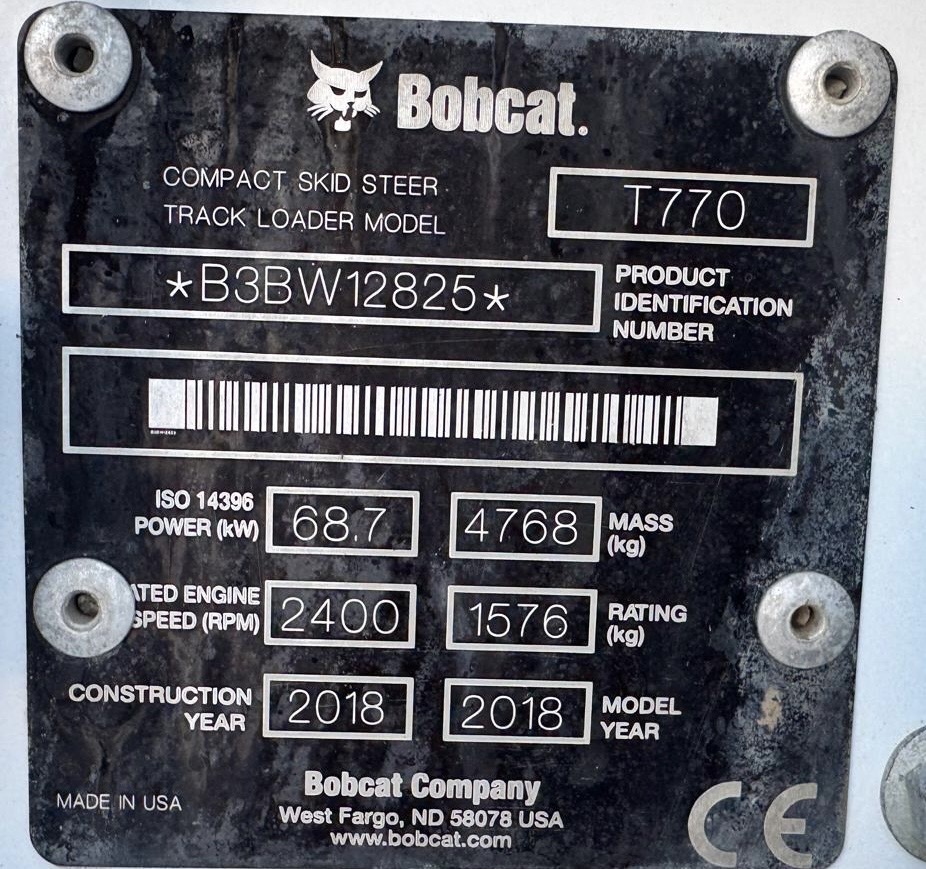 Bobcat.
COMPACT SKID STEER
TRACK LOADER MODEL
T770
*B3BW12825*
PRODUCT
IDENTIFICATION
NUMBER
ISO 14396
POWER (kW)
68.7
4768
MASS
(kg)
ATED ENGINE
SPEED (RPM)
2400
1576
RATING
(kg)
CONSTRUCTION
YEAR
2018
2018
MODEL
YEAR
MADE IN USA
Bobcat Company
West Fargo, ND 58078 USA
www.bobcat.com
CE